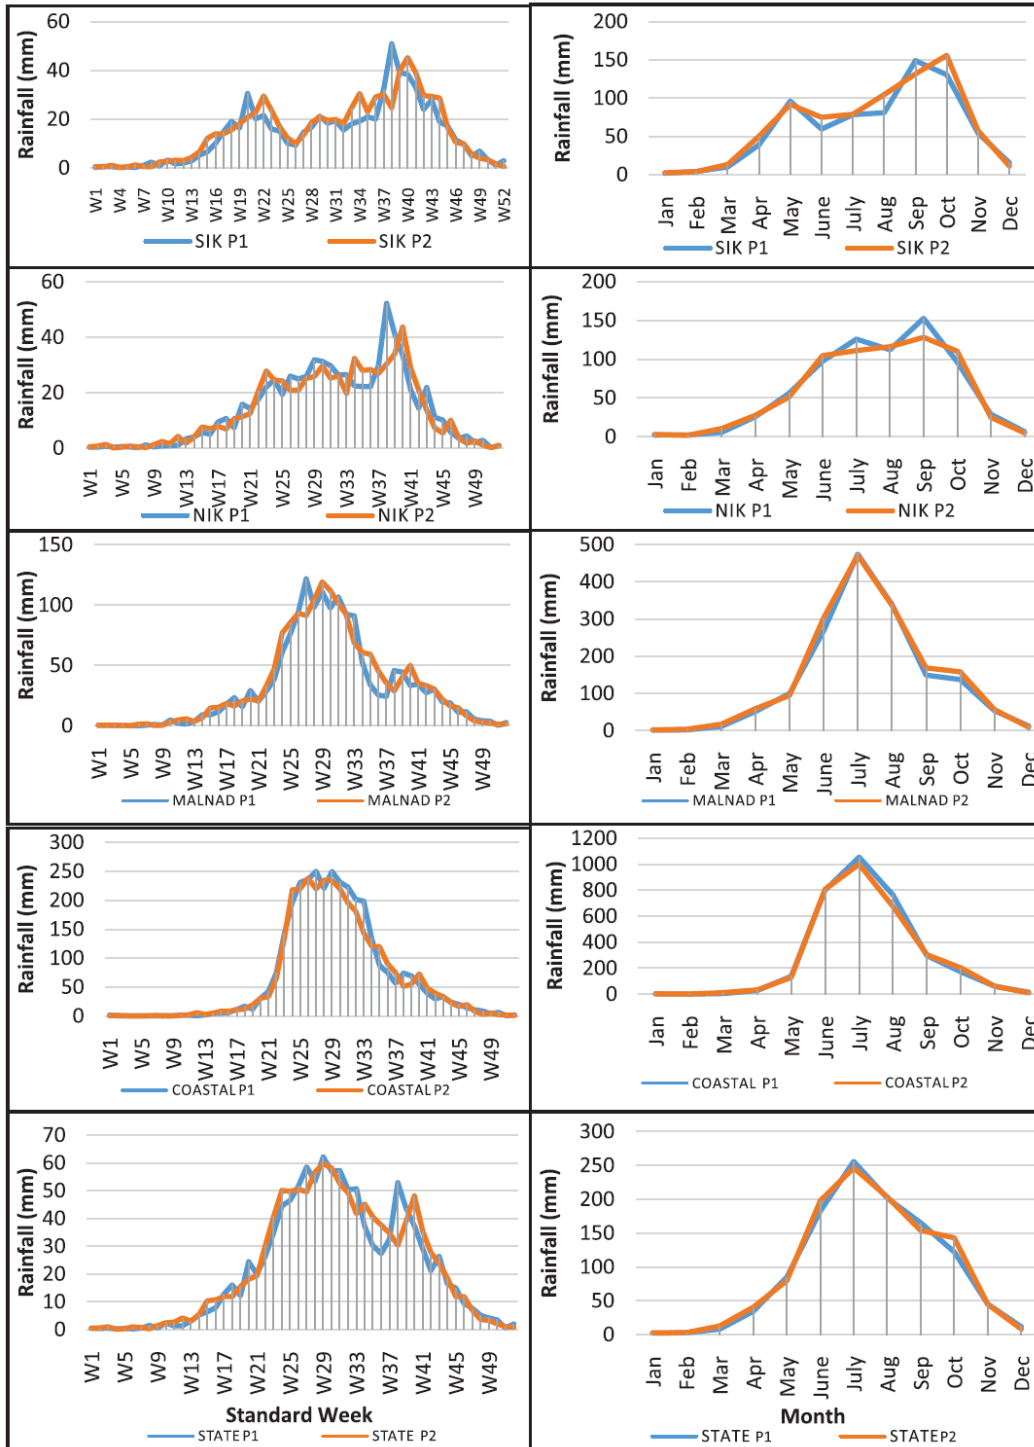 60
40
20
0
Rainfall (mm)
W1 W4 W7 W10 W13 W16 W19 W22 W25 W28 W31 W34 W37 W40 W43 W46 W49 W52
SIK P1 SIK P2
200
150
100
50
0
Rainfall (mm)
Jan Feb Mar Apr May June July Aug Sep Oct Nov Dec
SIK P1 SIK P2
60
40
20
0
Rainfall (mm)
W1 W5 W9 W13 W17 W21 W25 W29 W33 W37 W41 W45 W49
NIK P1 NIK P2
200
150
100
50
0
Rainfall (mm)
Jan Feb Mar Apr May June July Aug Sep Oct Nov Dec
NIK P1 NIK P2
150
100
50
0
Rainfall (mm)
W1 W5 W9 W13 W17 W21 W25 W29 W33 W37 W41 W45 W49
MALNAD P1 MALNAD P2
500
400
300
200
100
0
Rainfall (mm)
Jan Feb Mar Apr May June July Aug Sep Oct Nov Dec
MALNAD P1 MALNAD P2
300
250
200
150
100
50
0
Rainfall (mm)
W1 W5 W9 W13 W17 W21 W25 W29 W33 W37 W41 W45 W49
COASTAL P1 COASTAL P2
1200
1000
800
600
400
200
0
Rainfall (mm)
Jan Feb Mar Apr May June July Aug Sep Oct Nov Dec
COASTAL P1 COASTAL P2
70
60
50
40
30
20
10
0
Rainfall (mm)
W1 W5 W9 W13 W17 W21 W25 W29 W33 W37 W41 W45 W49
Standard Week
STATE P1 STATE P2
300
250
200
150
100
50
0
Rainfall (mm)
Jan Feb Mar Apr May June July Aug Sep Oct Nov Dec
Month
STATE P1 STATE P2